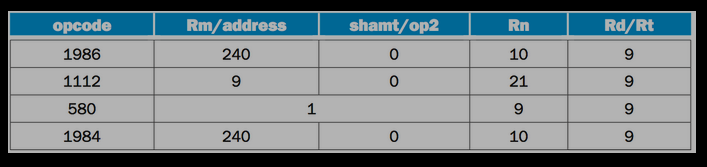 opcode Rm/address shamt/op2 Rn Rd/Rt
1986 240 0 10 9
1112 9 0 21 9
580 1 9 9
1984 240 0 10 9